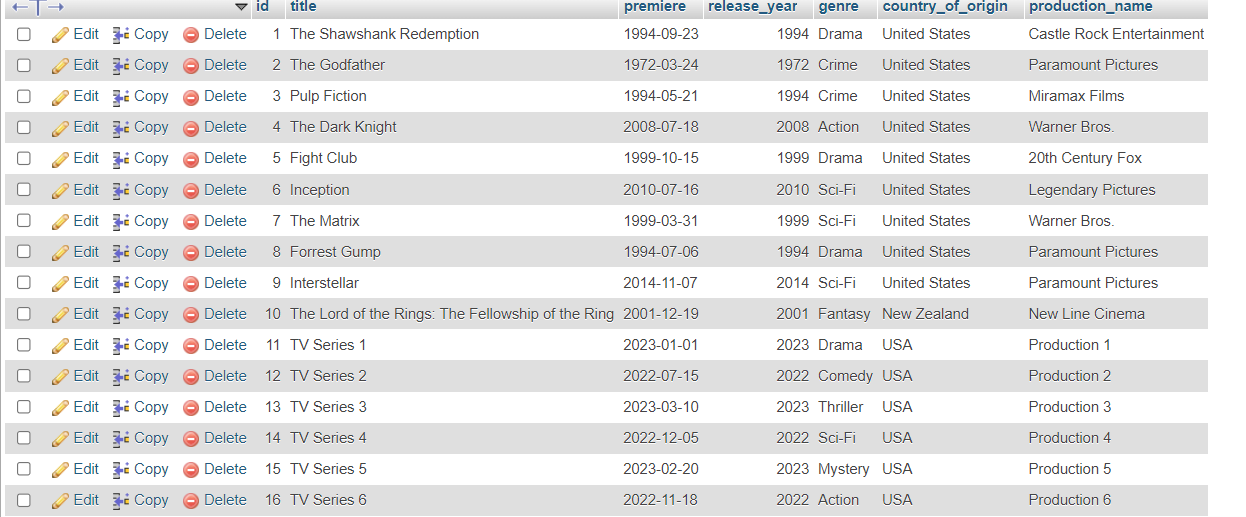 id title premiere release_year genre country_of_origin production_name
Edit Copy Delete 1 The Shawshank Redemption 1994-09-23 1994 Drama United States Castle Rock Entertainment
Edit Copy Delete 2 The Godfather 1972-03-24 1972 Crime United States Paramount Pictures
Edit Copy Delete 3 Pulp Fiction 1994-05-21 1994 Crime United States Miramax Films
Edit Copy Delete 4 The Dark Knight 2008-07-18 2008 Action United States Warner Bros.
Edit Copy Delete 5 Fight Club 1999-10-15 1999 Drama United States 20th Century Fox
Edit Copy Delete 6 Inception 2010-07-16 2010 Sci-Fi United States Legendary Pictures
Edit Copy Delete 7 The Matrix 1999-03-31 1999 Sci-Fi United States Warner Bros.
Edit Copy Delete 8 Forrest Gump 1994-07-06 1994 Drama United States Paramount Pictures
Edit Copy Delete 9 Interstellar 2014-11-07 2014 Sci-Fi United States Paramount Pictures
Edit Copy Delete 10 The Lord of the Rings: The Fellowship of the Ring 2001-12-19 2001 Fantasy New Zealand New Line Cinema
Edit Copy Delete 11 TV Series 1 2023-01-01 2023 Drama USA Production 1
Edit Copy Delete 12 TV Series 2 2022-07-15 2022 Comedy USA Production 2
Edit Copy Delete 13 TV Series 3 2023-03-10 2023 Thriller USA Production 3
Edit Copy Delete 14 TV Series 4 2022-12-05 2022 Sci-Fi USA Production 4
Edit Copy Delete 15 TV Series 5 2023-02-20 2023 Mystery USA Production 5
Edit Copy Delete 16 TV Series 6 2022-11-18 2022 Action USA Production 6